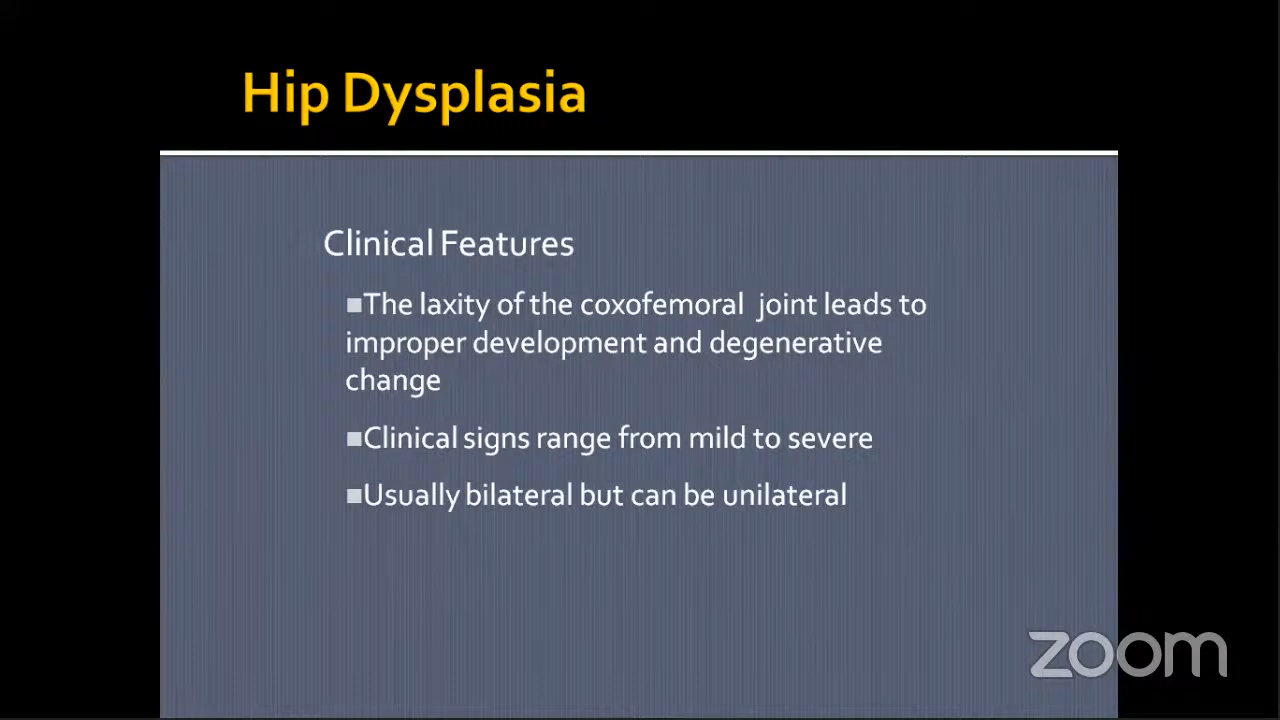 Hip Dysplasia
Clinical Features
■The laxity of the coxofemoral joint leads to
improper development and degenerative
change
■Clinical signs range from mild to severe
■Usually bilateral but can be unilateral
zoom